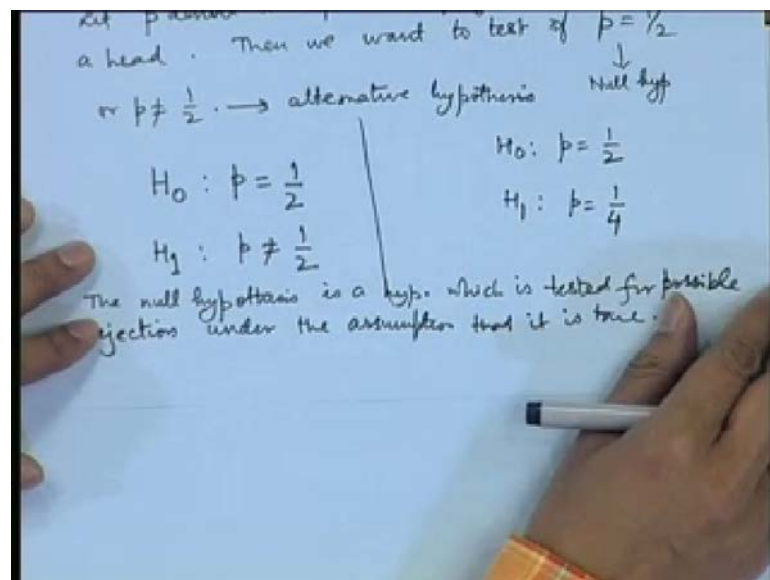 Let p
a head. Then we want to test if p = 1/2
↓
Null hyp
or p ≠ 1/2. → alternative hypothesis
H₀ : p = 1/2
H₁ : p ≠ 1/2
H₀ : p = 1/2
H₁ : p = 1/4
The null hypothesis is a hyp. which is tested for possible
rejection under the assumption that it is true.